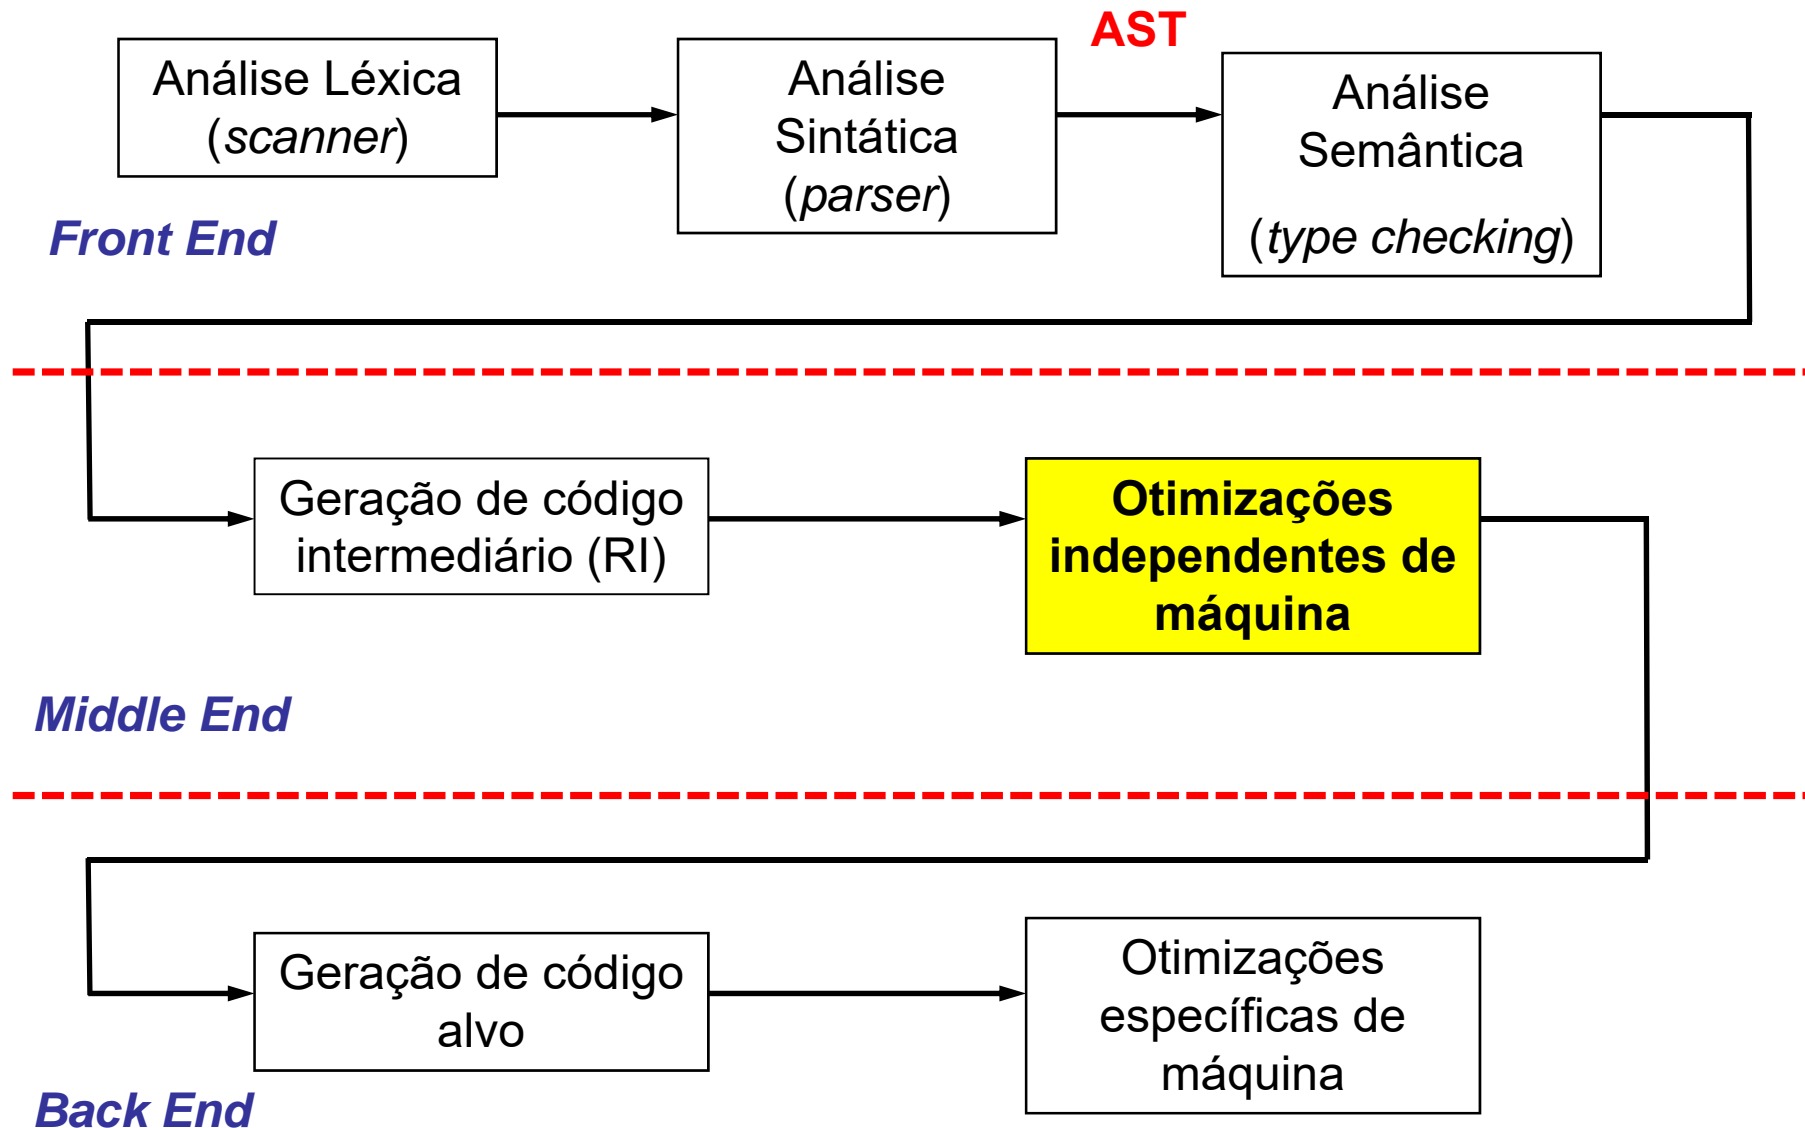 AST
Análise Léxica
(scanner)
Análise
Sintática
(parser)
Análise
Semântica
(type checking)
Front End
Geração de código
intermediário (RI)
Otimizações
independentes de
máquina
Middle End
Geração de código
alvo
Otimizações
específicas de
máquina
Back End